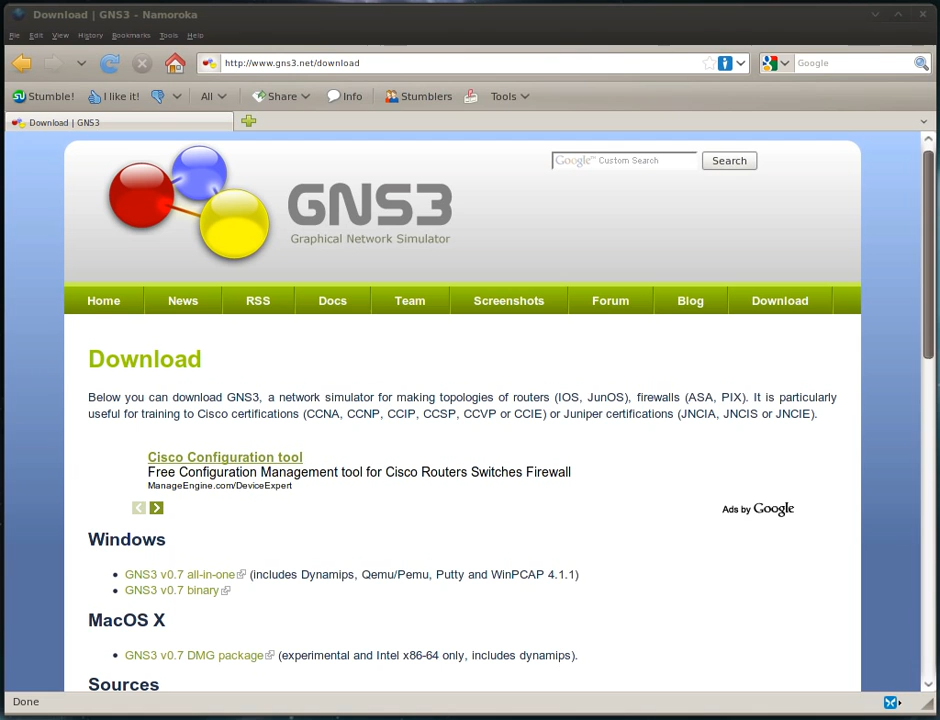 Download | GNS3 - Namoroka
File Edit View History Bookmarks Tools Help
http://www.gns3.net/download
Google
Stumble! I like it! All Share Info Stumblers Tools
Download | GNS3
Google™ Custom Search Search
GNS3
Graphical Network Simulator
Home News RSS Docs Team Screenshots Forum Blog Download
Download
Below you can download GNS3, a network simulator for making topologies of routers (IOS, JunOS), firewalls (ASA, PIX). It is particularly
useful for training to Cisco certifications (CCNA, CCNP, CCIP, CCSP, CCVP or CCIE) or Juniper certifications (JNCIA, JNCIS or JNCIE).
Cisco Configuration tool
Free Configuration Management tool for Cisco Routers Switches Firewall
ManageEngine.com/DeviceExpert
Ads by Google
Windows
• GNS3 v0.7 all-in-one (includes Dynamips, Qemu/Pemu, Putty and WinPCAP 4.1.1)
• GNS3 v0.7 binary
MacOS X
• GNS3 v0.7 DMG package (experimental and Intel x86-64 only, includes dynamips).
Sources
Done